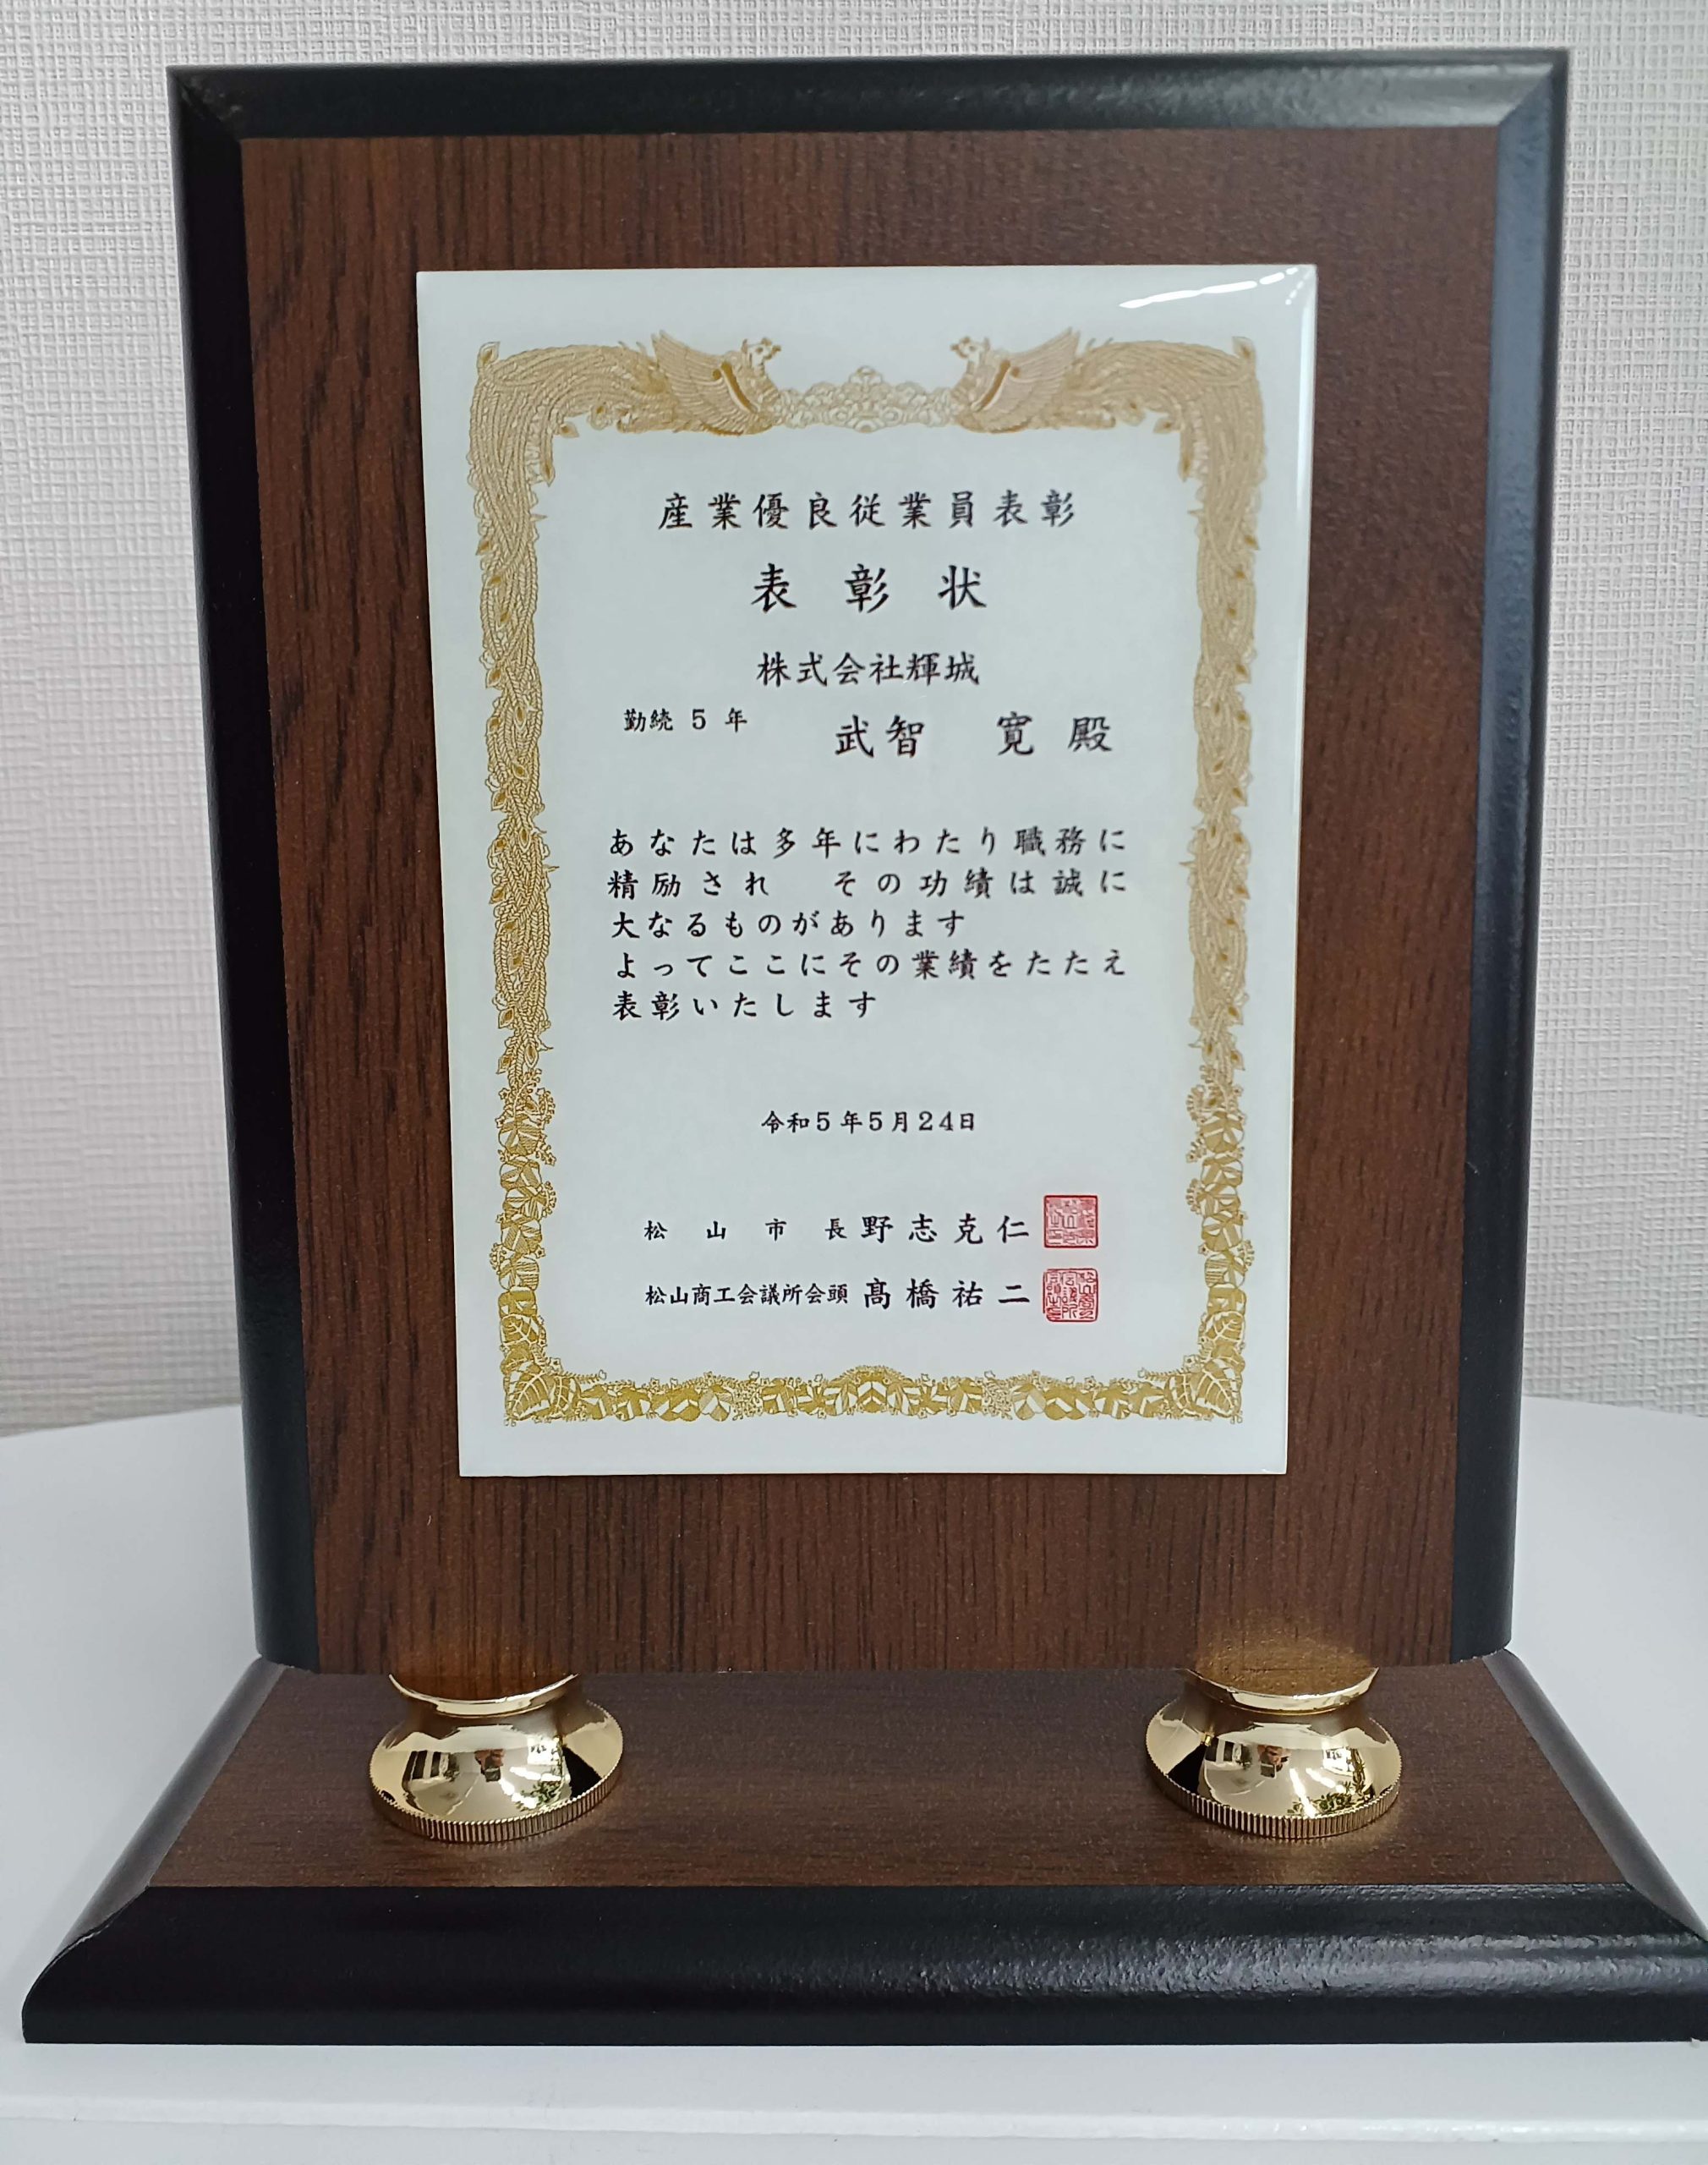 産業優良従業員表彰
表彰状
株式会社輝城
勤続5年 武智 寛 殿
あなたは多年にわたり職務に
精励され その功績は誠に
大なるものがあります
よってここにその業績をたたえ
表彰いたします
令和5年5月24日
松山市長 野志克仁
松山商工会議所会頭 髙橋祐二